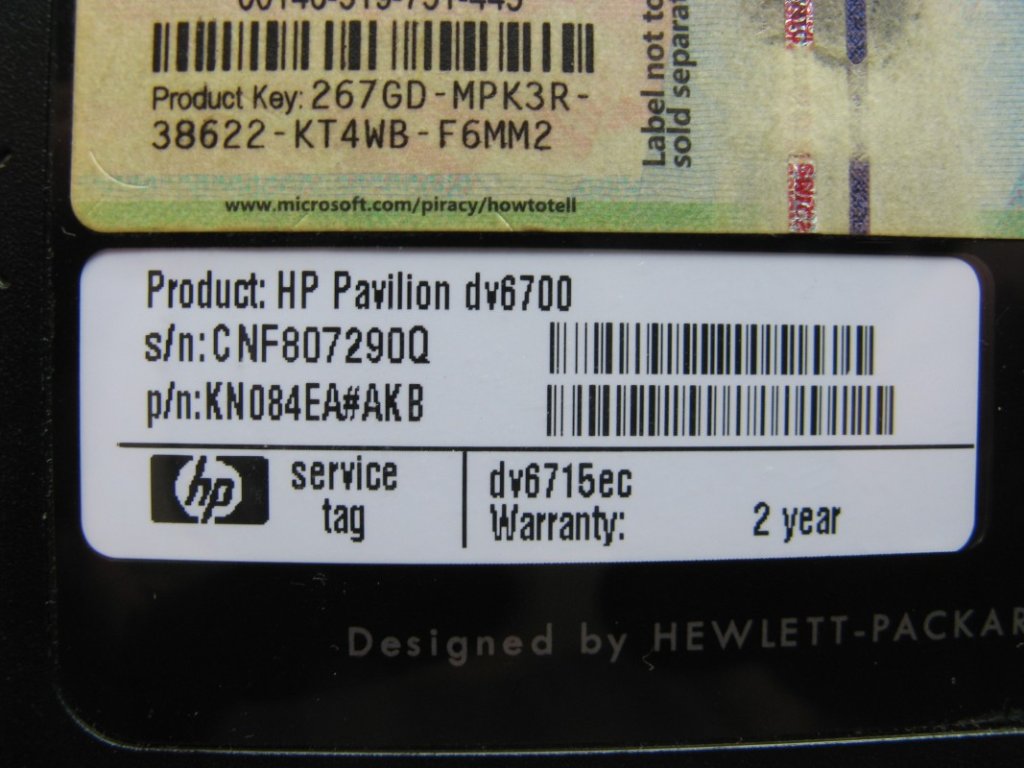 Product Key: 267GD-MPK3R-
38622-KT4WB-F6MM2
www.microsoft.com/piracy/howtotell
Label not to
sold separat
Product: HP Pavilion dv6700
s/n:CNF807290Q
p/n:KN084EA#AKB
hp
service
tag
dv6715ec
Warranty: 2 year
Designed by HEWLETT-PACKAR